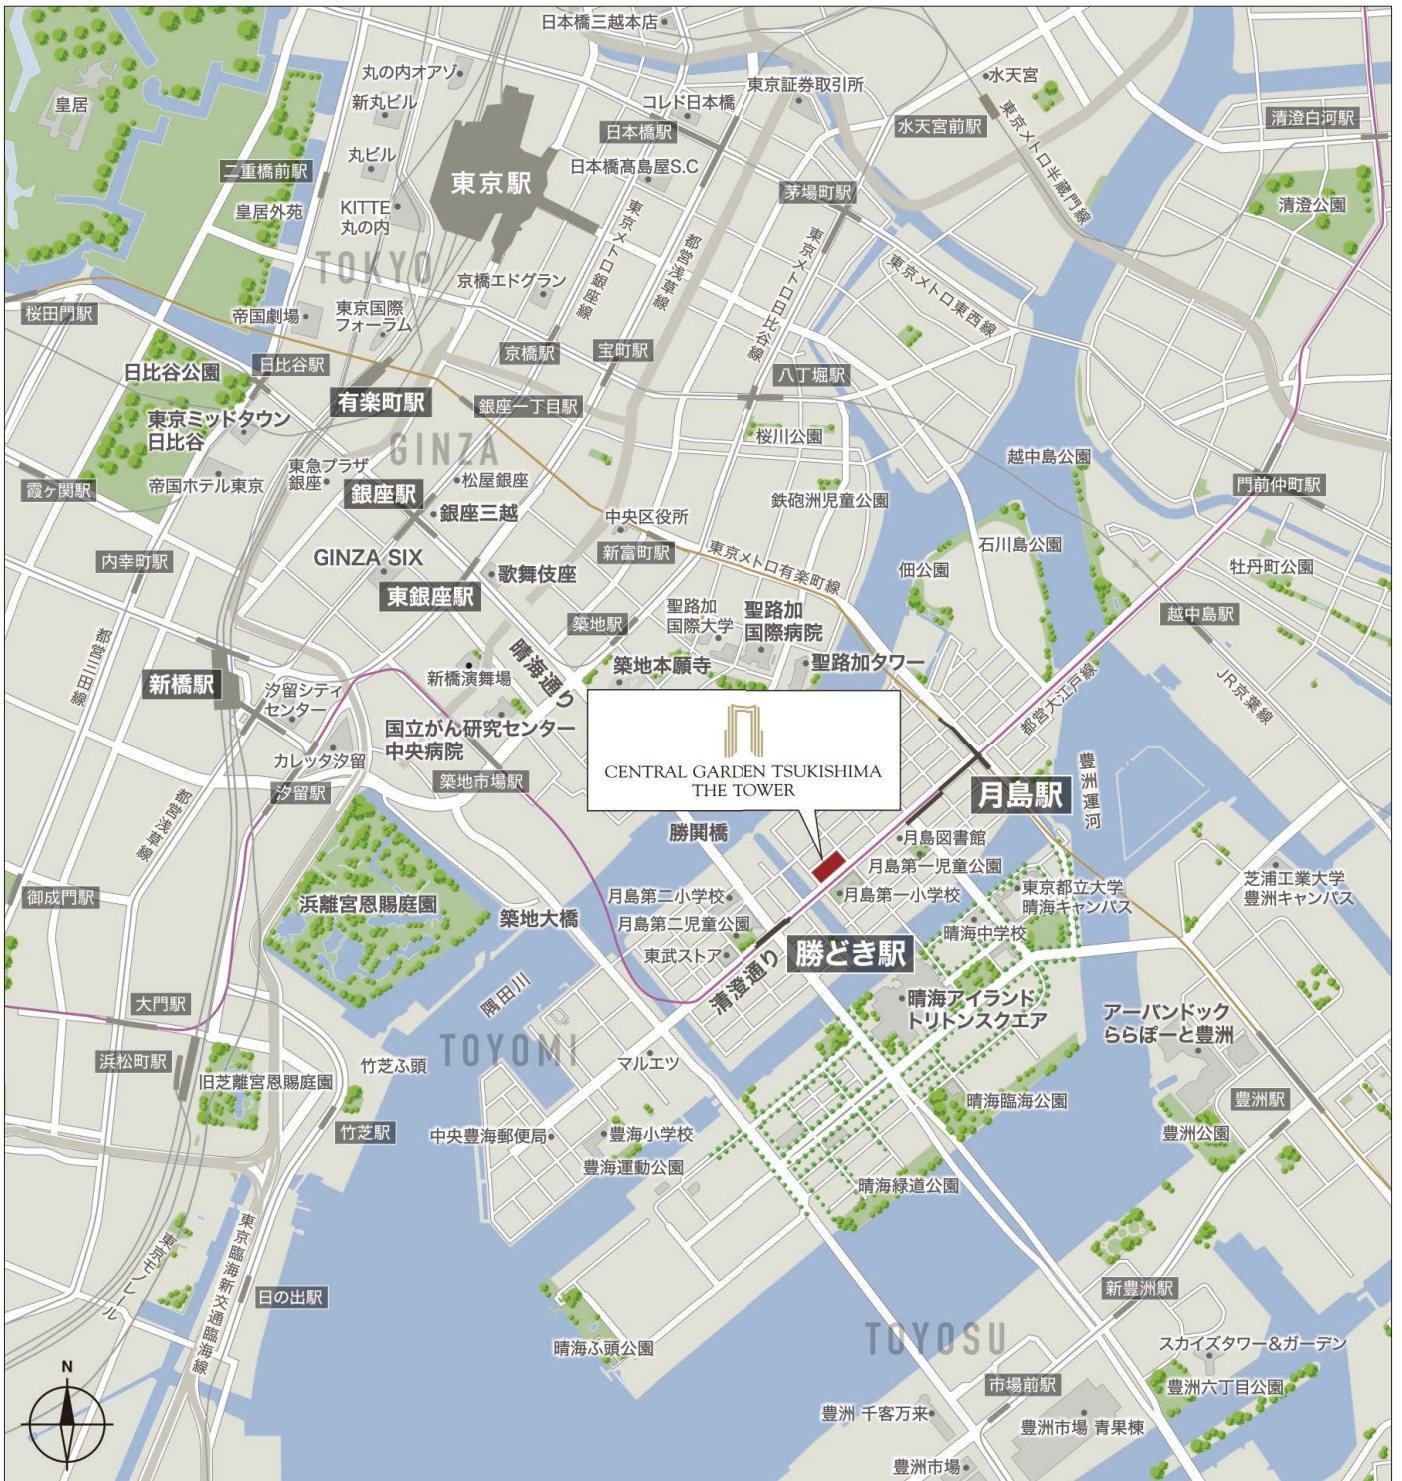 日本橋三越本店
丸の内オアゾ
新丸ビル
皇居
丸ビル
二重橋前駅
皇居外苑
KITTE
丸の内
東京駅
コレド日本橋
日本橋駅
日本橋髙島屋S.C
東京証券取引所
水天宮
水天宮前駅
東京メトロ半蔵門線
清澄白河駅
清澄公園
茅場町駅
東京メトロ銀座線
都営浅草線
東京メトロ日比谷線
東京メトロ東西線
TOKYO
京橋エドグラン
桜田門駅
帝国劇場
東京国際
フォーラム
日比谷公園
日比谷駅
京橋駅
宝町駅
八丁堀駅
有楽町駅
銀座一丁目駅
東京ミッドタウン
日比谷
GINZA
桜川公園
越中島公園
霞ヶ関駅
帝国ホテル東京
東急プラザ
銀座
松屋銀座
銀座駅
銀座三越
鉄砲洲児童公園
門前仲町駅
中央区役所
新富町駅
東京メトロ有楽町線
石川島公園
佃公園
牡丹町公園
内幸町駅
GINZA SIX
歌舞伎座
東銀座駅
築地駅
聖路加
国際大学
聖路加
国際病院
越中島駅
都営三田線
新橋駅
汐留シティ
センター
新橋演舞場
晴海通り
築地本願寺
聖路加タワー
JR京葉線
都営大江戸線
国立がん研究センター
中央病院
カレッタ汐留
汐留駅
築地市場駅
CENTRAL GARDEN TSUKISHIMA
THE TOWER
月島駅
豊洲運河
都営浅草線
勝鬨橋
月島図書館
月島第一児童公園
月島第一小学校
御成門駅
浜離宮恩賜庭園
築地大橋
月島第二小学校
月島第二児童公園
東武ストア
勝どき駅
清澄通り
東京都立大学
晴海キャンパス
晴海中学校
芝浦工業大学
豊洲キャンパス
隅田川
晴海アイランド
トリトンスクエア
アーバンドック
ららぽーと豊洲
大門駅
浜松町駅
旧芝離宮恩賜庭園
竹芝ふ頭
TOYOMI
マルエツ
竹芝駅
中央豊海郵便局
豊海小学校
豊海運動公園
晴海臨海公園
豊洲駅
豊洲公園
晴海緑道公園
東京モノレール
東京臨海新交通臨海線
日の出駅
晴海ふ頭公園
新豊洲駅
TOYOSU
スカイズタワー&ガーデン
市場前駅
豊洲六丁目公園
豊洲 千客万来
豊洲市場 青果棟
豊洲市場
N